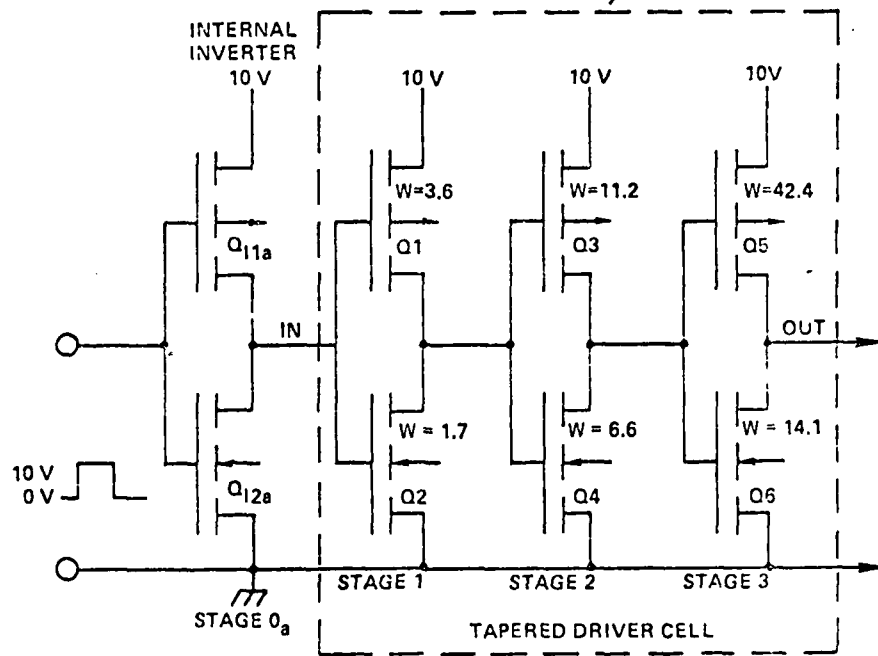 INTERNAL
INVERTER
10 V
10 V
10 V
10V
W=3.6
W=11.2
W=42.4
Q11a
Q1
Q3
Q5
IN
OUT
W = 1.7
W = 6.6
W = 14.1
10 V
0 V
Q12a
Q2
Q4
Q6
STAGE 1
STAGE 2
STAGE 3
STAGE 0a
TAPERED DRIVER CELL